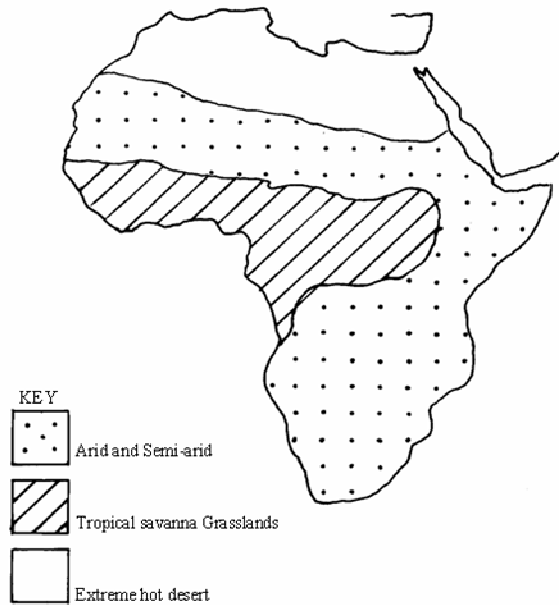 KEY
Arid and Semi-arid
Tropical savanna Grasslands
Extreme hot desert